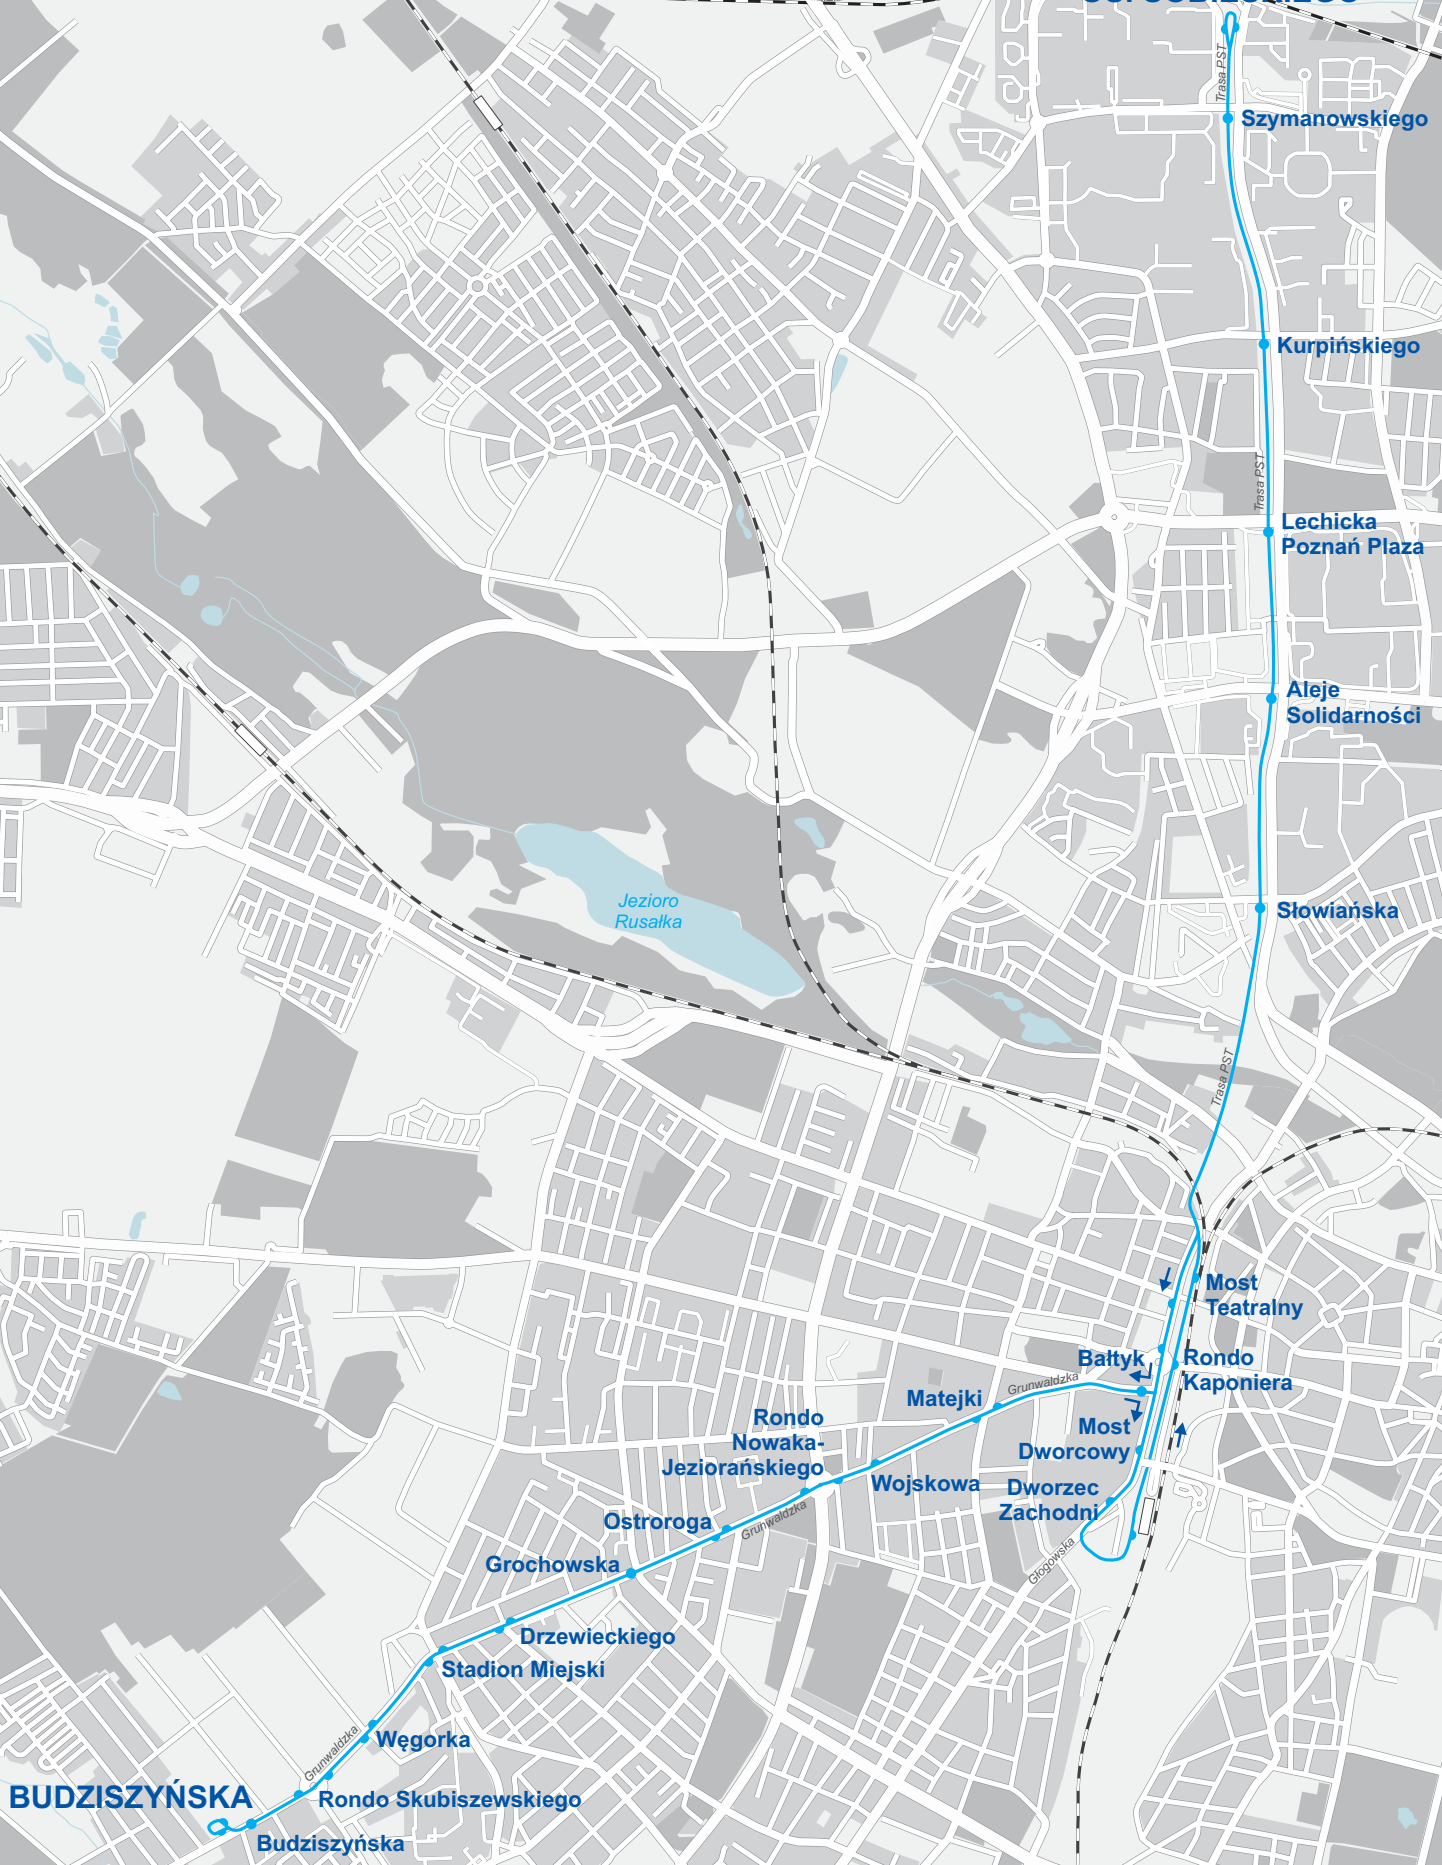 Trasa PST
Szymanowskiego
Kurpińskiego
Trasa PST
Lechicka
Poznań Plaza
Aleje
Solidarności
Jezioro
Rusałka
Słowiańska
Trasa PST
Most
Teatralny
Bałtyk
Rondo
Kaponiera
Grunwaldzka
Matejki
Rondo
Nowaka-
Jeziorańskiego
Most
Dworcowy
Wojskowa
Dworzec
Zachodni
Ostroroga
Grunwaldzka
Głogowska
Grochowska
Drzewieckiego
Stadion Miejski
Węgorka
Grunwaldzka
BUDZISZYŃSKA
Rondo Skubiszewskiego
Budziszyńska